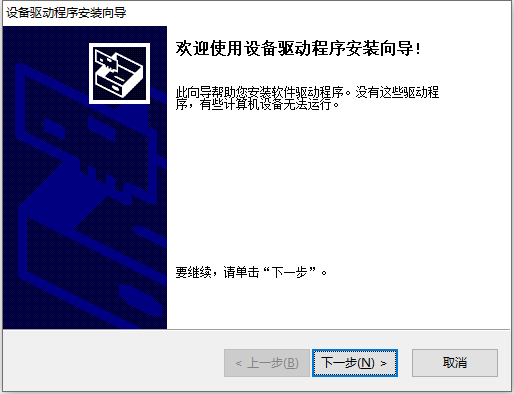 设备驱动程序安装向导
欢迎使用设备驱动程序安装向导!
此向导帮助您安装软件驱动程序。没有这些驱动程
序，有些计算机设备无法运行。
要继续，请单击“下一步”。
< 上一步(B)
下一步(N) >
取消